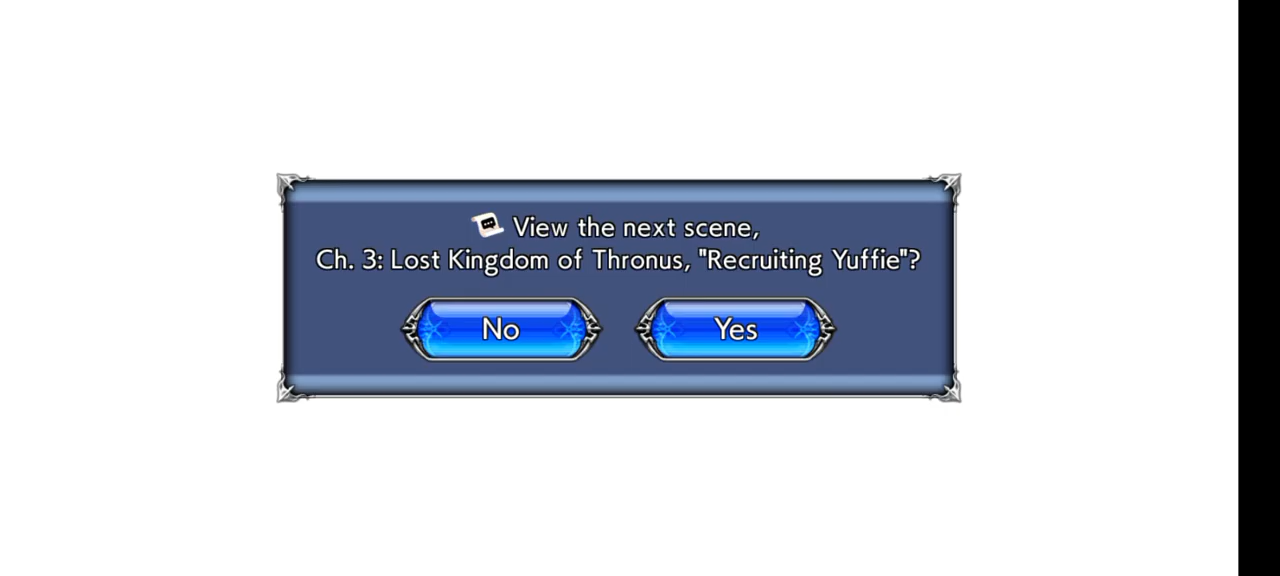 View the next scene,
Ch. 3: Lost Kingdom of Thronus, "Recruiting Yuffie"?
No
Yes